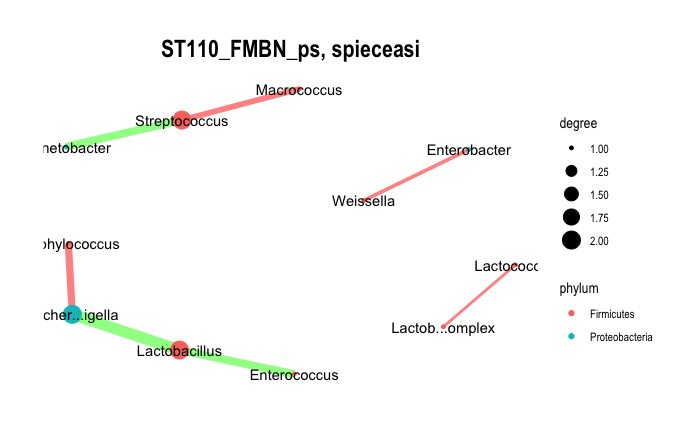 ST110_FMBN_ps, spieceasi
Macrococcus
Streptococcus
netobacter
Enterobacter
Weissella
phylococcus
Lactococc
cher...igella
Lactob...omplex
Lactobacillus
Enterococcus
degree
1.00
1.25
1.50
1.75
2.00
phylum
Firmicutes
Proteobacteria